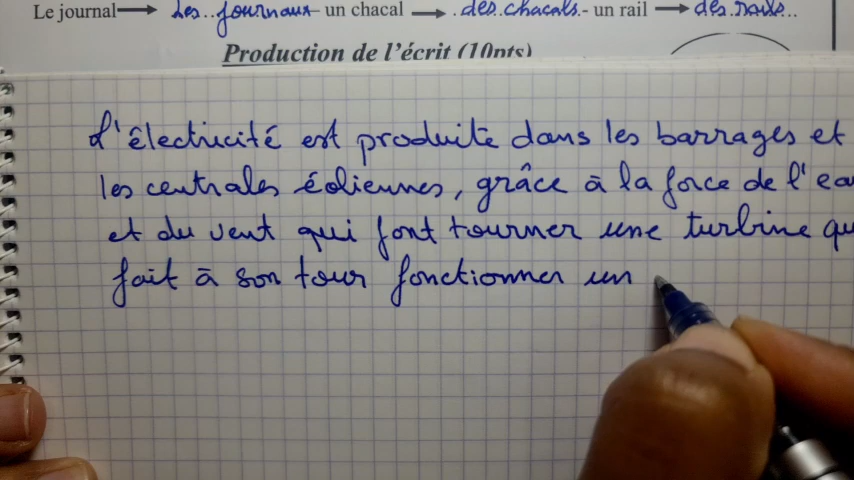 Le journal → Les..journaux - un chacal → .des.chacals.- un rail → des.rails...
Production de l'écrit (10pts)
L'électricité est produite dans les barrages et
les centrales éoliennes, grâce à la force de l'eau
et du vent qui font tourner une turbine qu
fait à son tour fonctionner un